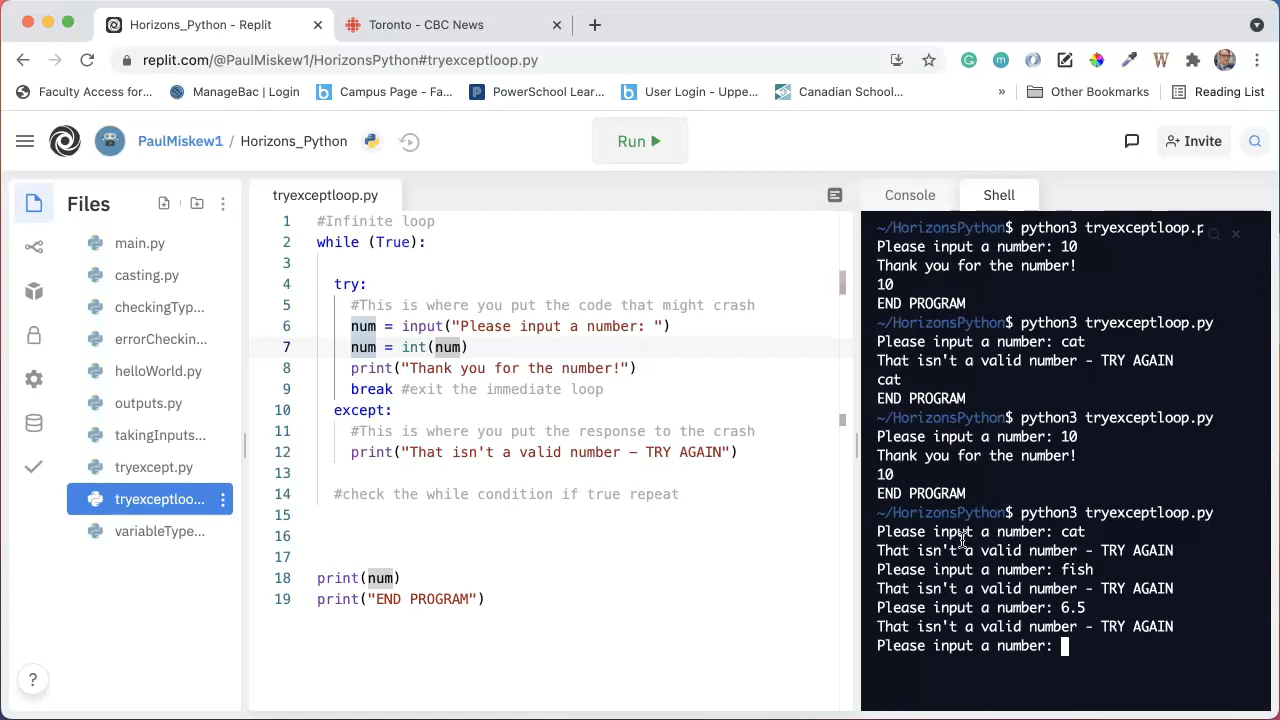 Horizons_Python - Replit
Toronto - CBC News
replit.com/@PaulMiskew1/HorizonsPython#tryexceptloop.py
Faculty Access for...
ManageBac | Login
Campus Page - Fa...
PowerSchool Lear...
User Login - Uppe...
Canadian School...
»
Other Bookmarks
Reading List
PaulMiskew1 / Horizons_Python
Run
Invite
Files
main.py
casting.py
checkingTyp...
errorCheckin...
helloWorld.py
outputs.py
takingInputs...
tryexcept.py
tryexceptloo...
variableType...
?
tryexceptloop.py
1 #Infinite loop
2 while (True):
3
4 try:
5 #This is where you put the code that might crash
6 num = input("Please input a number: ")
7 num = int(num)
8 print("Thank you for the number!")
9 break #exit the immediate loop
10 except:
11 #This is where you put the response to the crash
12 print("That isn't a valid number – TRY AGAIN")
13
14 #check the while condition if true repeat
15
16
17
18 print(num)
19 print("END PROGRAM")
Console
Shell
~/HorizonsPython$ python3 tryexceptloop.p
Please input a number: 10
Thank you for the number!
10
END PROGRAM
~/HorizonsPython$ python3 tryexceptloop.py
Please input a number: cat
That isn't a valid number - TRY AGAIN
cat
END PROGRAM
~/HorizonsPython$ python3 tryexceptloop.py
Please input a number: 10
Thank you for the number!
10
END PROGRAM
~/HorizonsPython$ python3 tryexceptloop.py
Please input a number: cat
That isn't a valid number - TRY AGAIN
Please input a number: fish
That isn't a valid number - TRY AGAIN
Please input a number: 6.5
That isn't a valid number - TRY AGAIN
Please input a number: